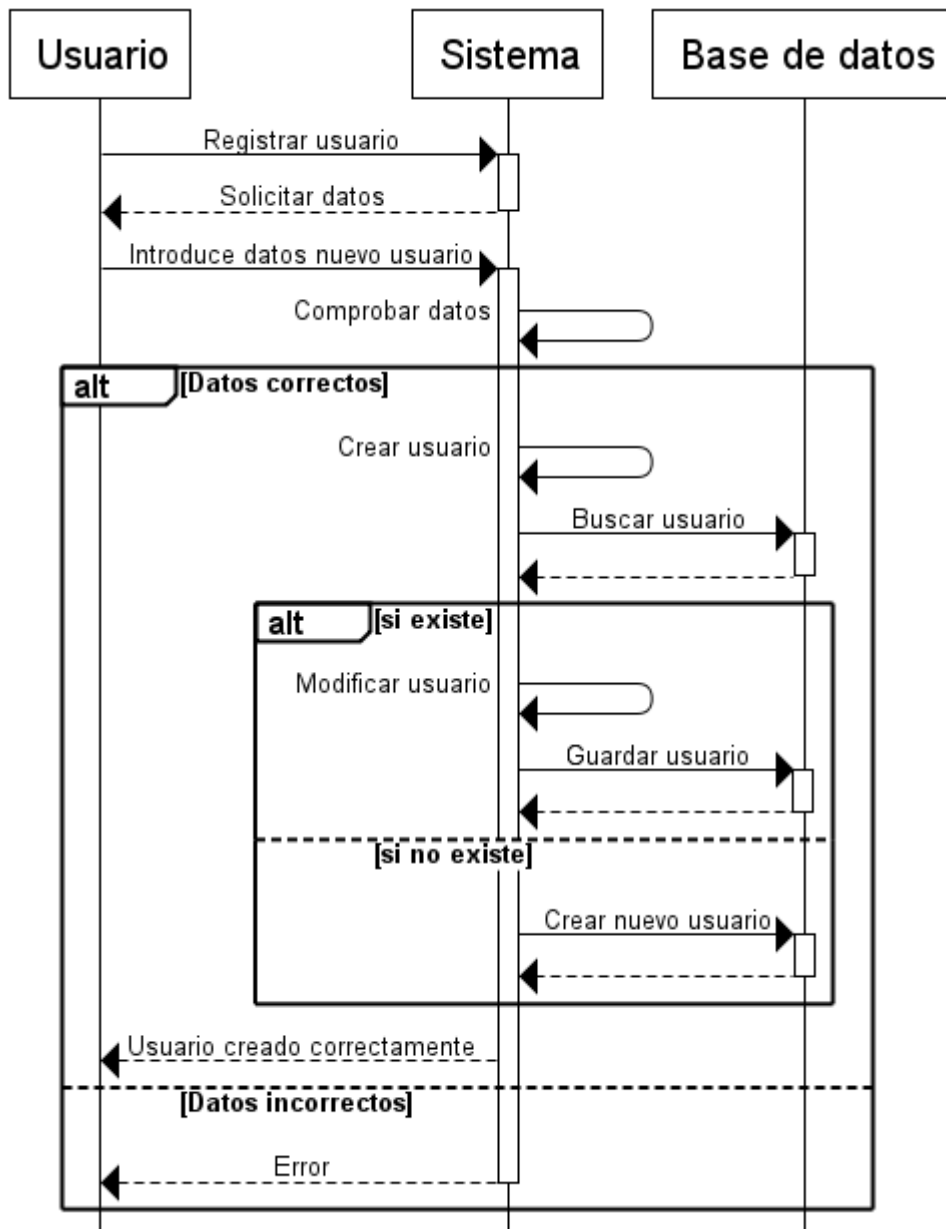 Usuario
Sistema
Base de datos
Registrar usuario
Solicitar datos
Introduce datos nuevo usuario
Comprobar datos
alt
[Datos correctos]
Crear usuario
Buscar usuario
alt
[si existe]
Modificar usuario
Guardar usuario
[si no existe]
Crear nuevo usuario
Usuario creado correctamente
[Datos incorrectos]
Error